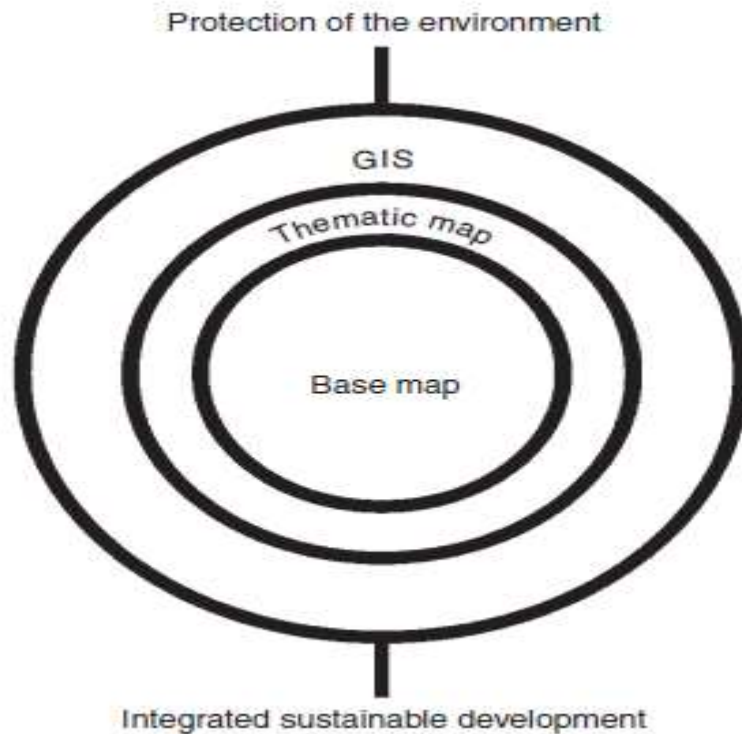 Protection of the environment
GIS
Thematic map
Base map
Integrated sustainable development